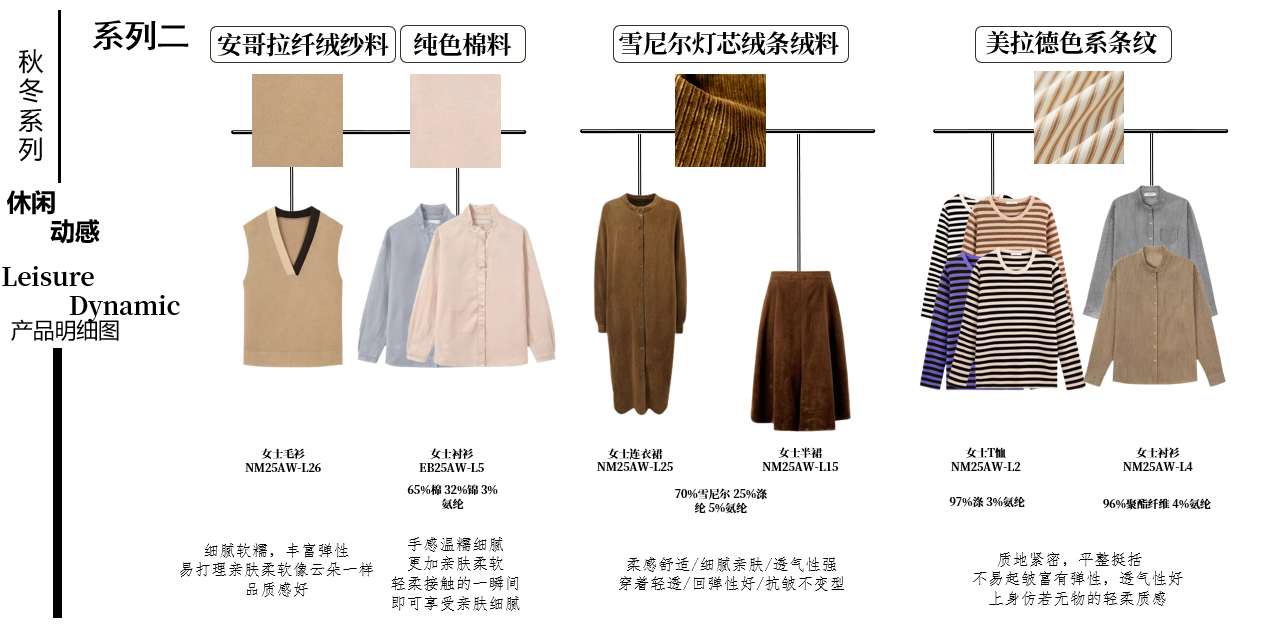 秋冬系列
休闲
动感
Leisure
Dynamic
产品明细图
系列二
安哥拉纤绒纱料
纯色棉料
雪尼尔灯芯绒条绒料
美拉德色系条纹
女士毛衫
NM25AW-L26
女士衬衫
EB25AW-L5
65%棉 32%锦 3%
氨纶
女士连衣裙
NM25AW-L25
女士半裙
NM25AW-L15
70%雪尼尔 25%涤
纶 5%氨纶
女士T恤
NM25AW-L2
97%涤 3%氨纶
女士衬衫
NM25AW-L4
96%聚酯纤维 4%氨纶
细腻软糯，丰富弹性
易打理亲肤柔软像云朵一样
品质感好
手感温糯细腻
更加亲肤柔软
轻柔接触的一瞬间
即可享受亲肤细腻
柔感舒适/细腻亲肤/透气性强
穿着轻透/回弹性好/抗皱不变型
质地紧密，平整挺括
不易起皱富有弹性，透气性好
上身仿若无物的轻柔质感